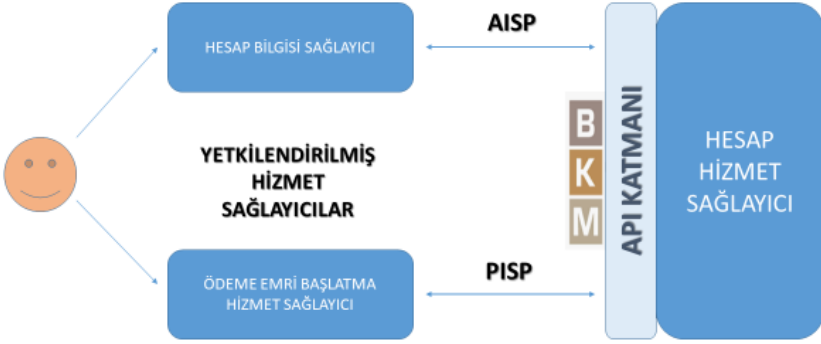 HESAP BİLGİSİ SAĞLAYICI
AISP
YETKİLENDİRİLMİŞ
HİZMET
SAĞLAYICILAR
B
K
M
API KATMANI
HESAP
HİZMET
SAĞLAYICI
ÖDEME EMRİ BAŞLATMA
HİZMET SAĞLAYICI
PISP